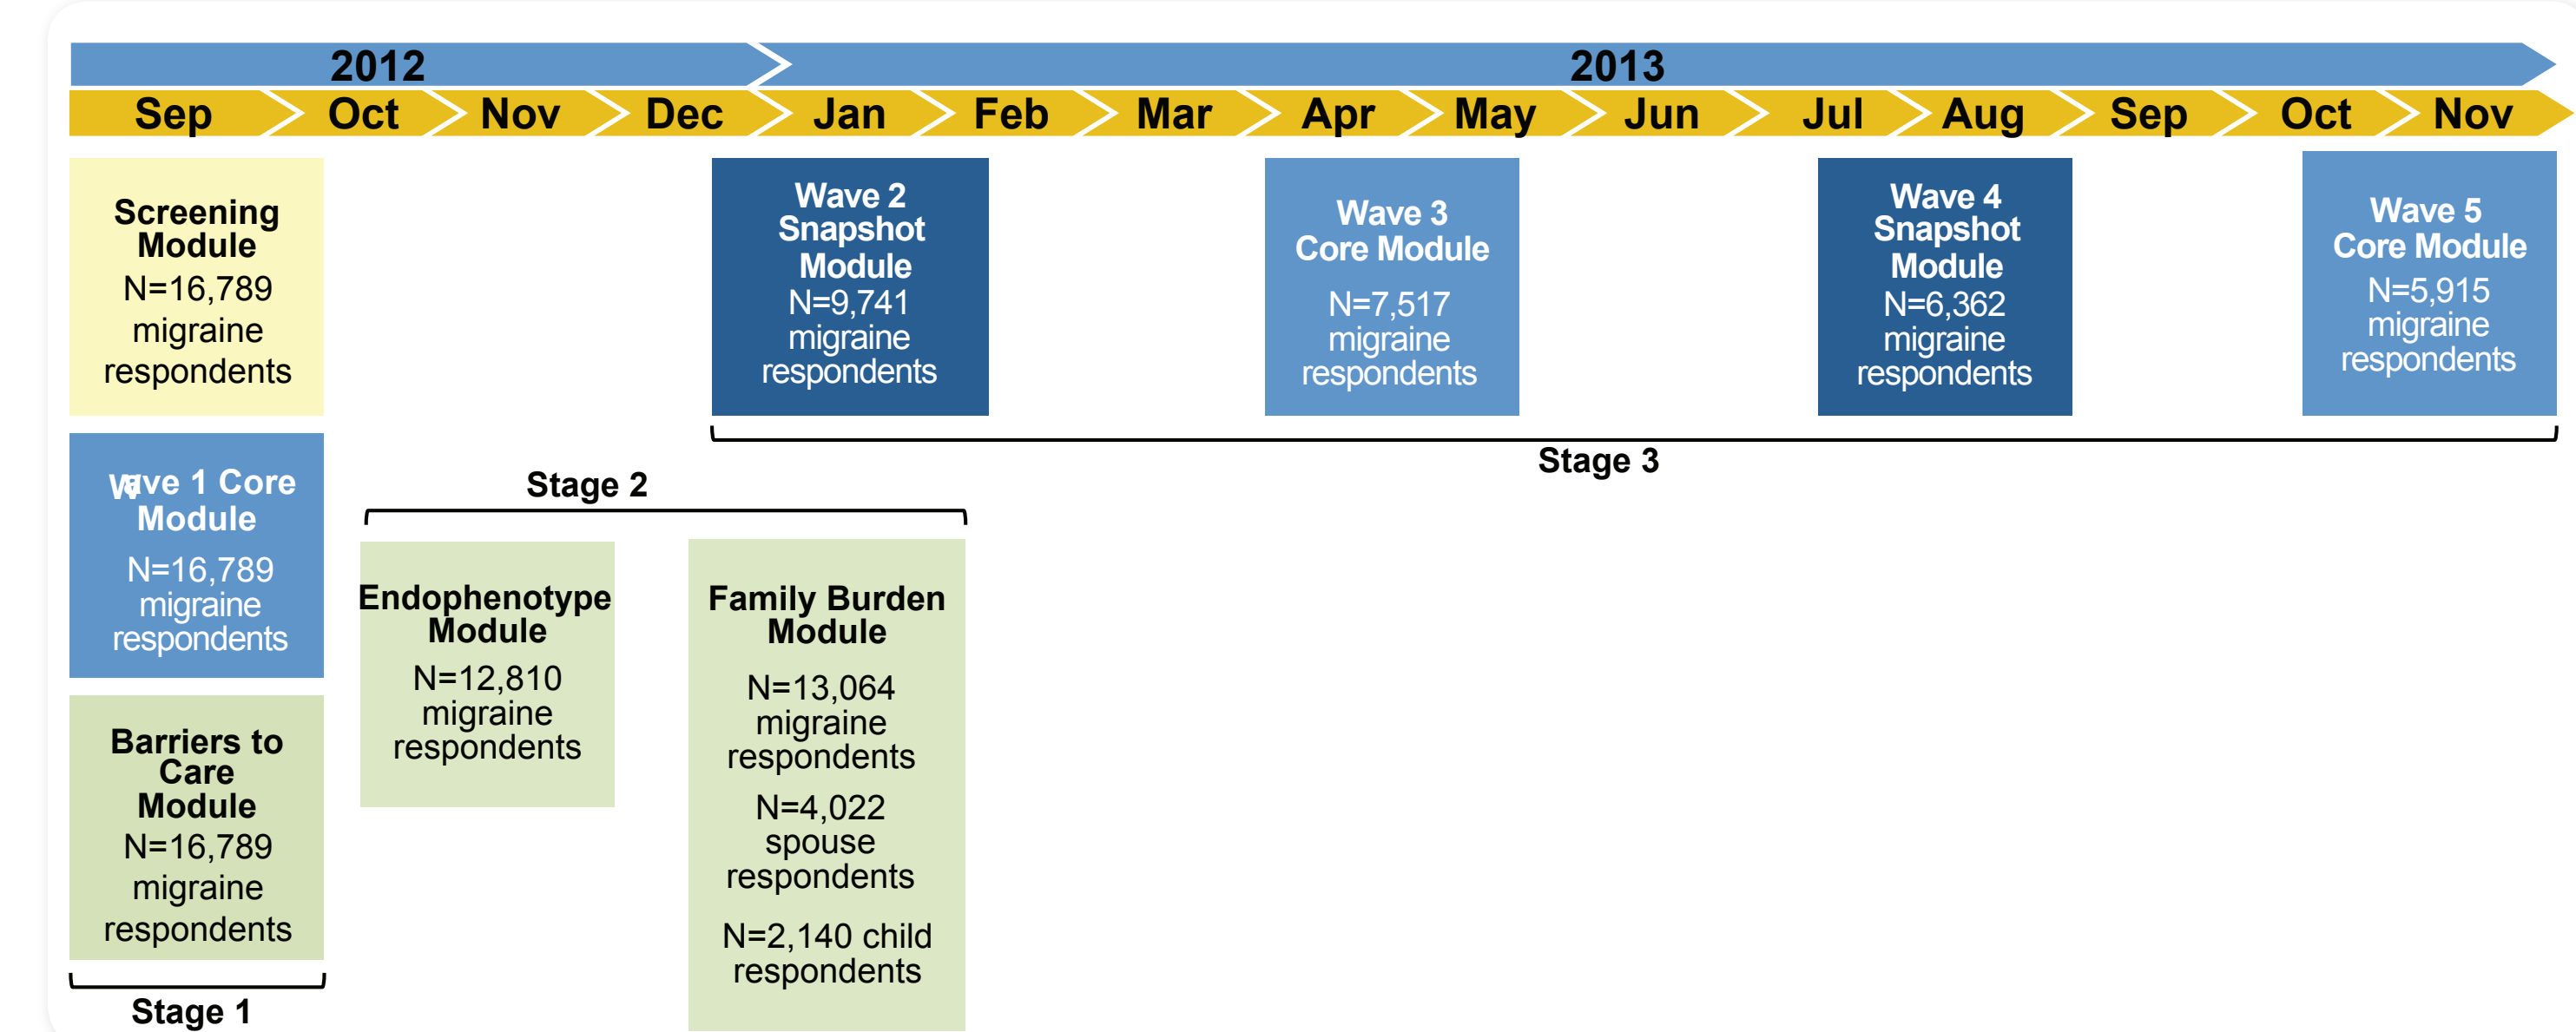 2012
2013
Sep
Oct
Nov
Dec
Jan
Feb
Mar
Apr
May
Jun
Jul
Aug
Sep
Oct
Nov
Screening
Module
N=16,789
migraine
respondents
Wave 1 Core
Module
N=16,789
migraine
respondents
Barriers to
Care
Module
N=16,789
migraine
respondents
Stage 1
Stage 2
Endophenotype
Module
N=12,810
migraine
respondents
Family Burden
Module
N=13,064
migraine
respondents
N=4,022
spouse
respondents
N=2,140 child
respondents
Wave 2
Snapshot
Module
N=9,741
migraine
respondents
Wave 3
Core Module
N=7,517
migraine
respondents
Wave 4
Snapshot
Module
N=6,362
migraine
respondents
Wave 5
Core Module
N=5,915
migraine
respondents
Stage 3